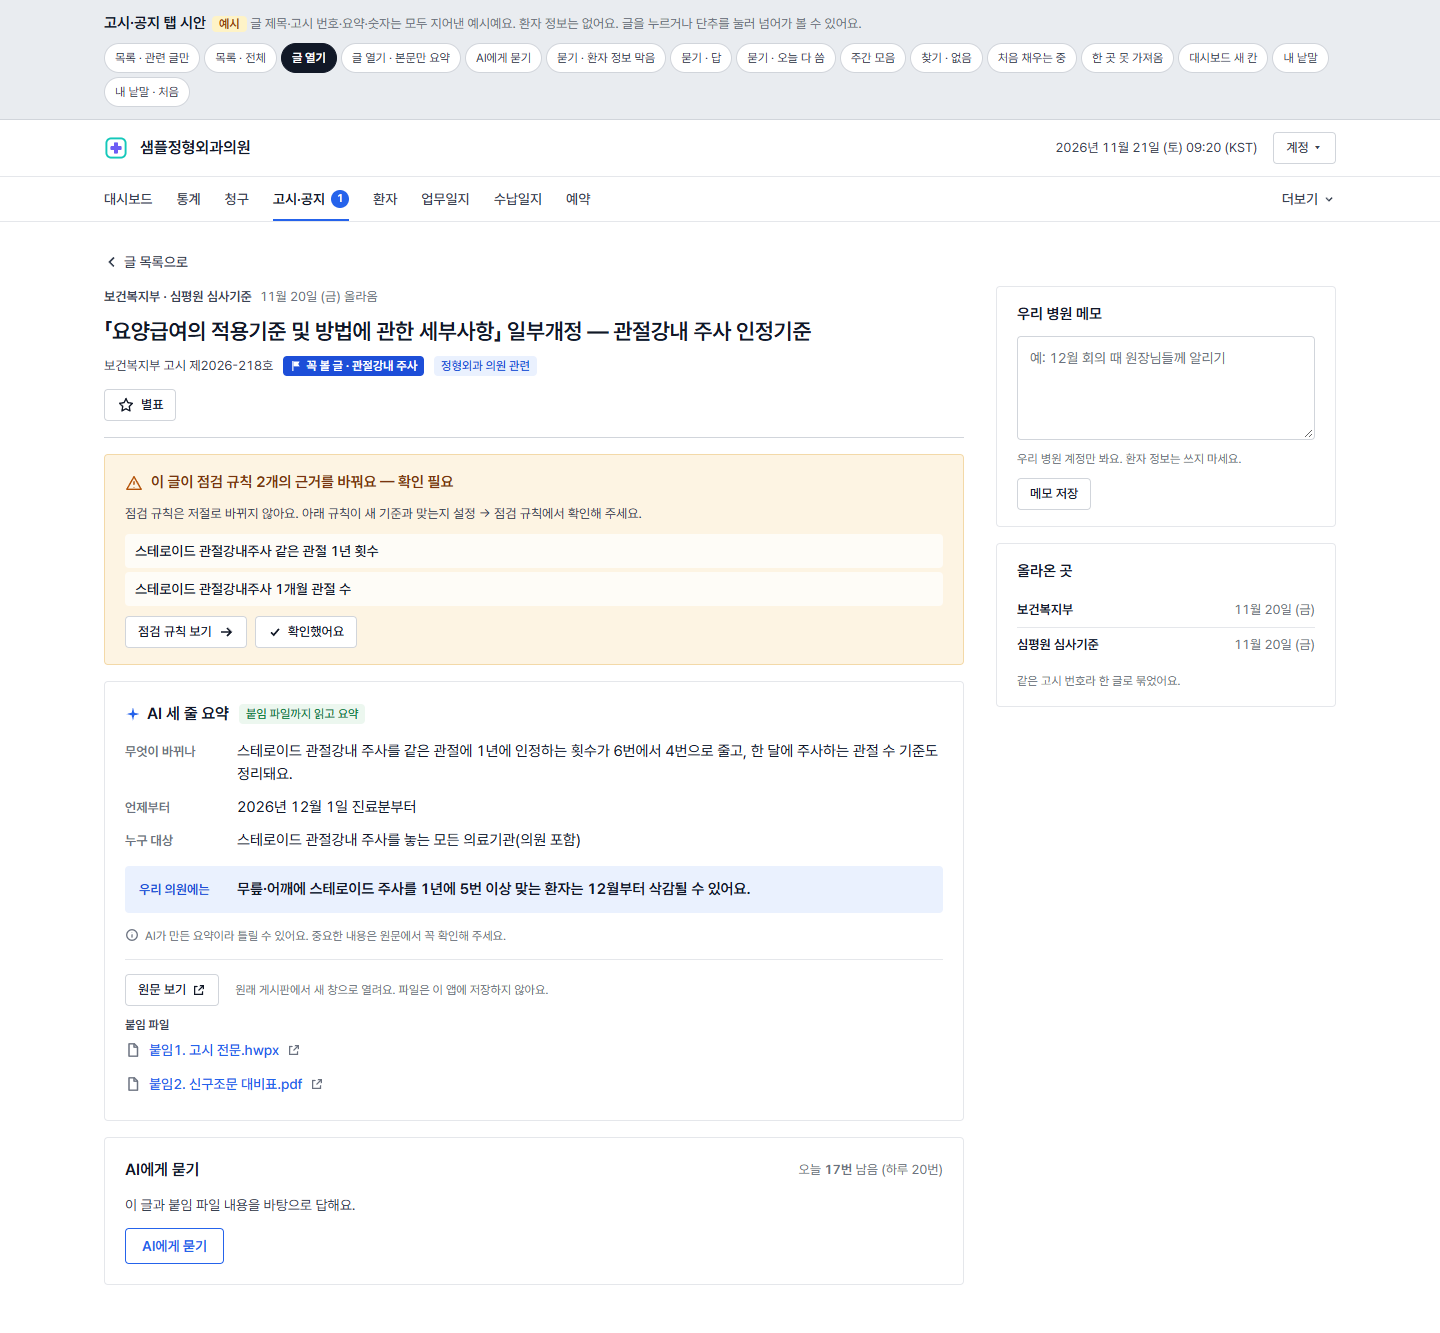 고시·공지 탭 시안 예시 글 제목·고시 번호·요약·숫자는 모두 지어낸 예시예요. 환자 정보는 없어요. 글을 누르거나 단추를 눌러 넘어가 볼 수 있어요.
목록 · 관련 글만 목록 · 전체 글 열기 글 열기 · 본문만 요약 AI에게 묻기 묻기 · 환자 정보 막음 묻기 · 답 묻기 · 오늘 다 씀 주간 모음 찾기 · 없음 처음 채우는 중 한 곳 못 가져옴 대시보드 새 칸 내 낱말
내 낱말 · 처음
샘플정형외과의원
2026년 11월 21일 (토) 09:20 (KST) 계정
대시보드 통계 청구 고시·공지 1 환자 업무일지 수납일지 예약 더보기
글 목록으로
보건복지부 · 심평원 심사기준 11월 20일 (금) 올라옴
「요양급여의 적용기준 및 방법에 관한 세부사항」 일부개정 — 관절강내 주사 인정기준
보건복지부 고시 제2026-218호 꼭 볼 글 · 관절강내 주사 정형외과 의원 관련
별표
이 글이 점검 규칙 2개의 근거를 바꿔요 — 확인 필요
점검 규칙은 저절로 바뀌지 않아요. 아래 규칙이 새 기준과 맞는지 설정 → 점검 규칙에서 확인해 주세요.
스테로이드 관절강내주사 같은 관절 1년 횟수
스테로이드 관절강내주사 1개월 관절 수
점검 규칙 보기 → 확인했어요
AI 세 줄 요약 붙임 파일까지 읽고 요약
무엇이 바뀌나 스테로이드 관절강내 주사를 같은 관절에 1년에 인정하는 횟수가 6번에서 4번으로 줄고, 한 달에 주사하는 관절 수 기준도
정리돼요.
언제부터 2026년 12월 1일 진료분부터
누구 대상 스테로이드 관절강내 주사를 놓는 모든 의료기관(의원 포함)
우리 의원에는 무릎·어깨에 스테로이드 주사를 1년에 5번 이상 맞는 환자는 12월부터 삭감될 수 있어요.
AI가 만든 요약이라 틀릴 수 있어요. 중요한 내용은 원문에서 꼭 확인해 주세요.
원문 보기 원래 게시판에서 새 창으로 열려요. 파일은 이 앱에 저장하지 않아요.
붙임 파일
붙임1. 고시 전문.hwpx
붙임2. 신구조문 대비표.pdf
AI에게 묻기 오늘 17번 남음 (하루 20번)
이 글과 붙임 파일 내용을 바탕으로 답해요.
AI에게 묻기
우리 병원 메모
예: 12월 회의 때 원장님들께 알리기
우리 병원 계정만 봐요. 환자 정보는 쓰지 마세요.
메모 저장
올라온 곳
보건복지부 11월 20일 (금)
심평원 심사기준 11월 20일 (금)
같은 고시 번호라 한 글로 묶었어요.